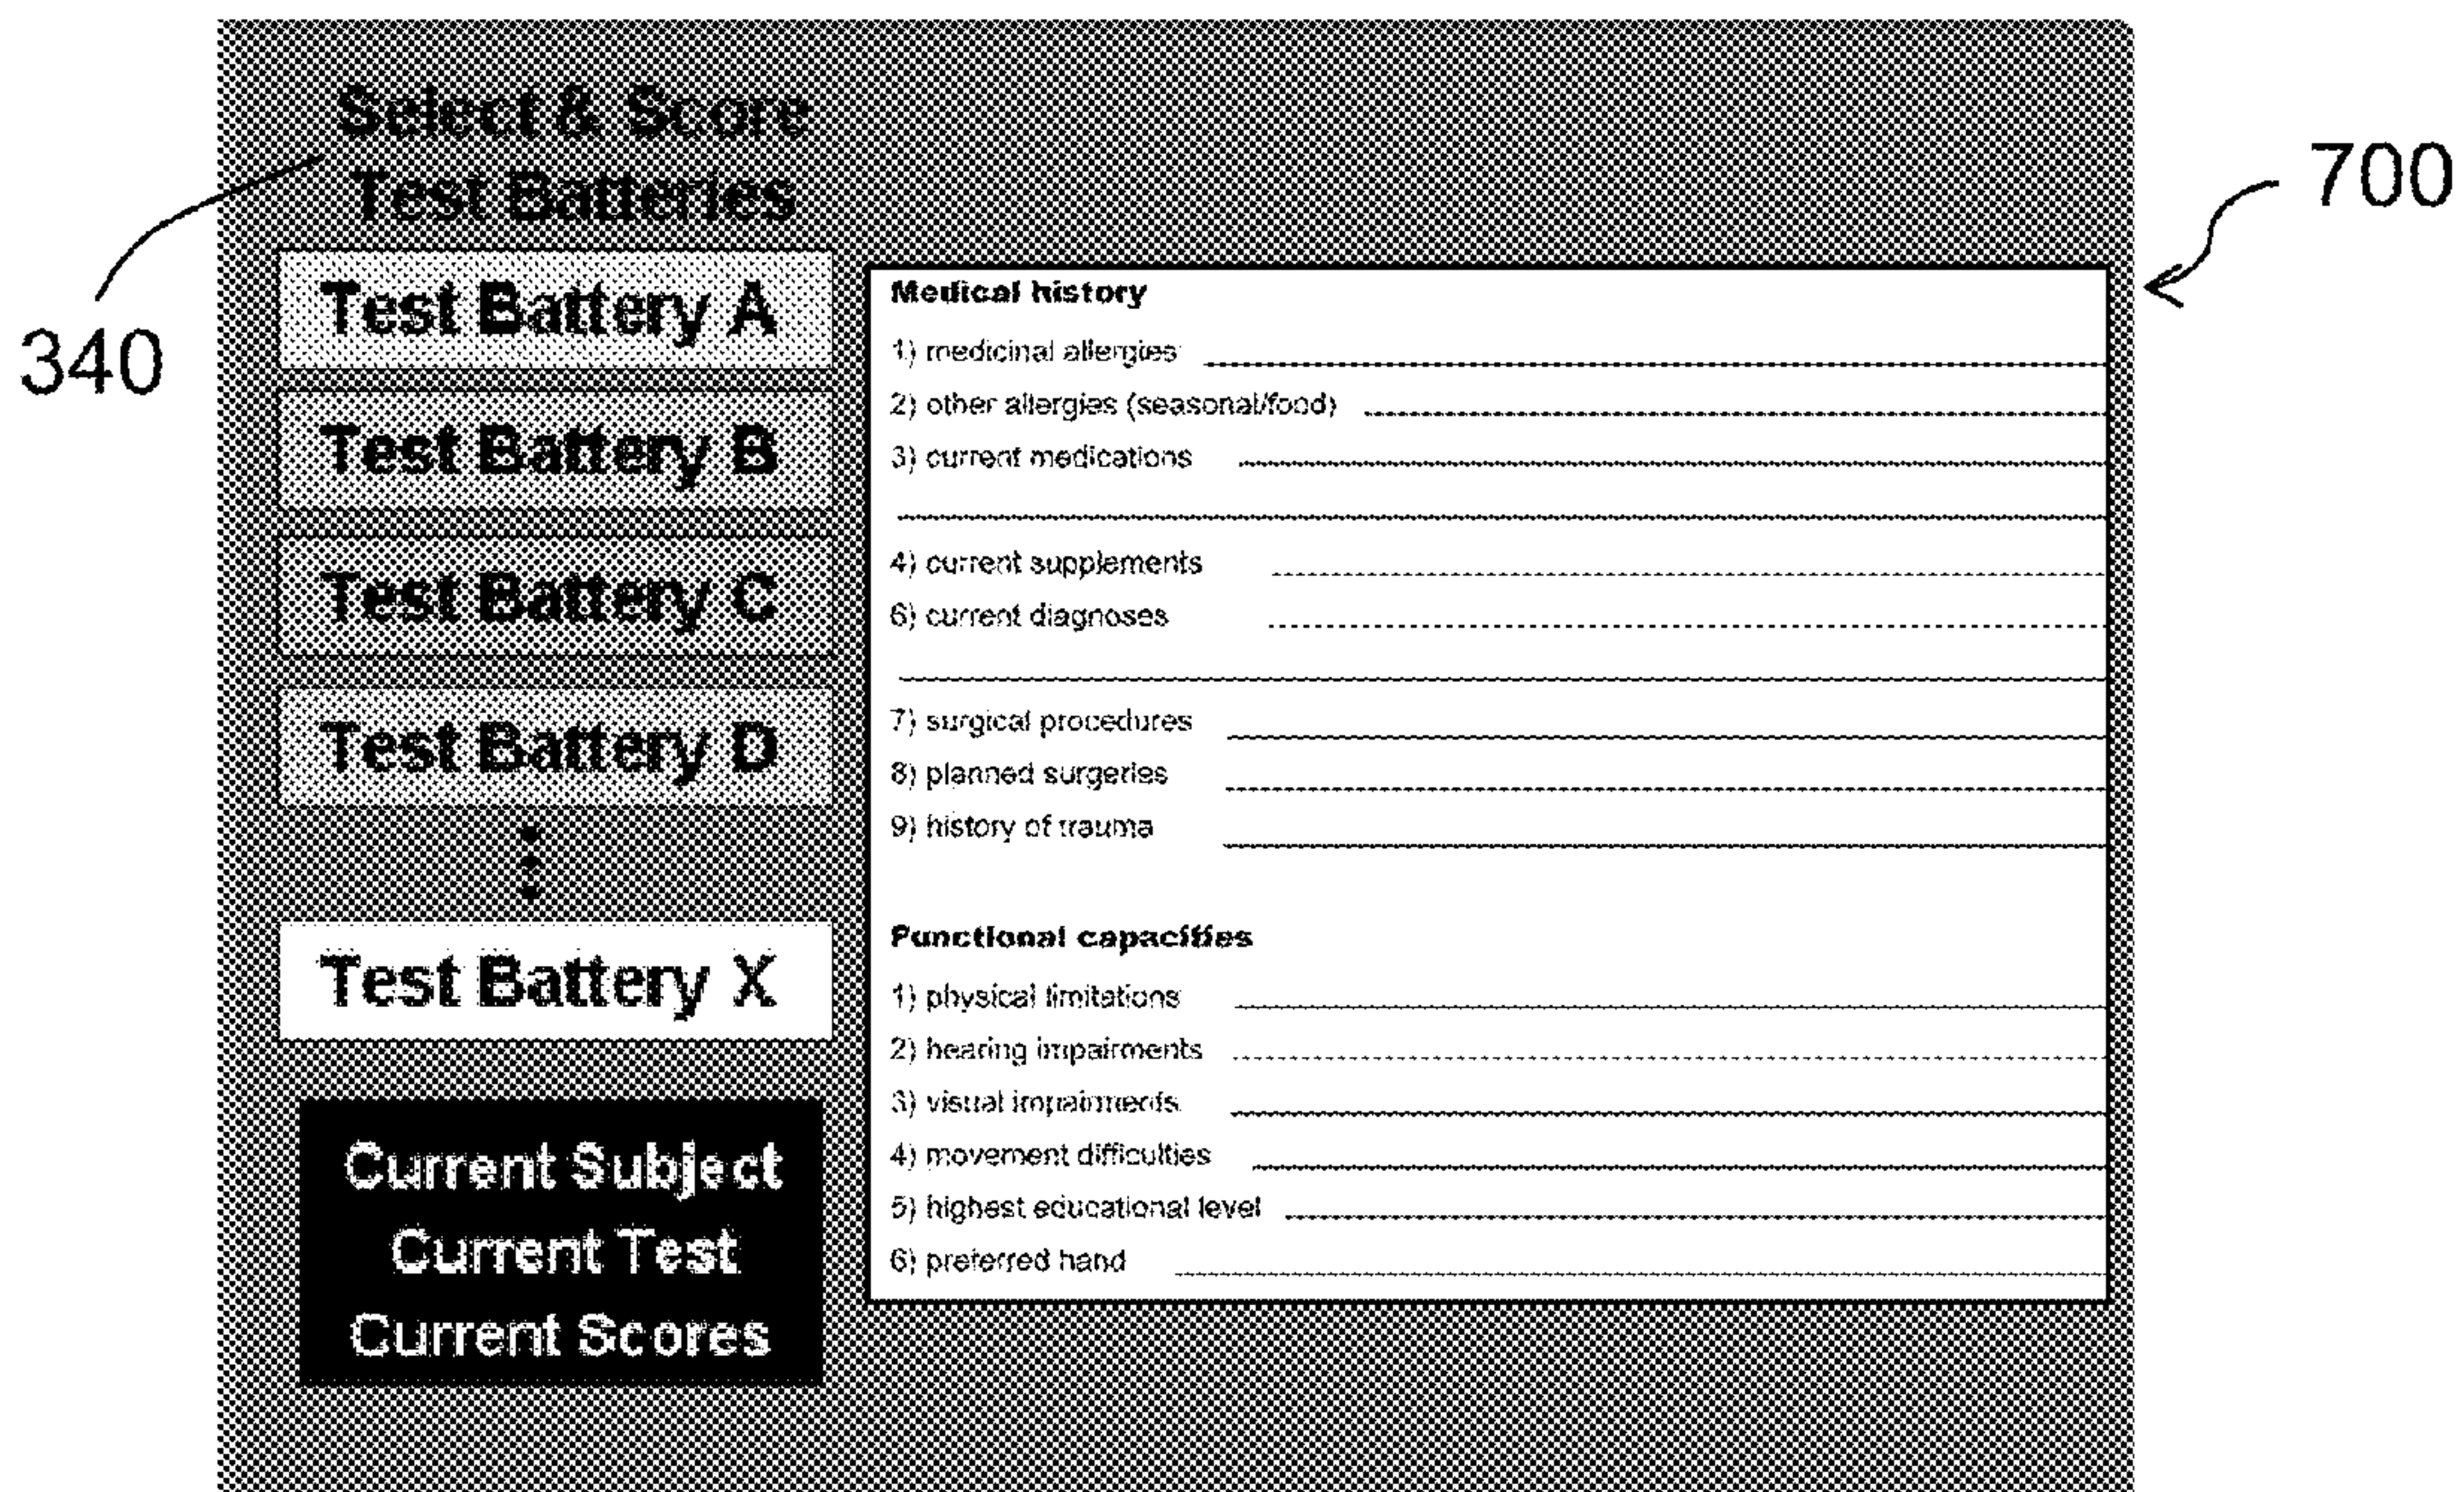 Select & Score
Test Batteries
340
Test Battery A
Test Battery B
Test Battery C
Test Battery D
Test Battery X
Current Subject
Current Test
Current Scores
700
Medical history
1) medicinal allergies
2) other allergies (seasonal/food)
3) current medications
4) current supplements
6) current diagnoses
7) surgical procedures
8) planned surgeries
9) history of trauma
Functional capacities
1) physical limitations
2) hearing impairments
3) visual impairments
4) movement difficulties
5) highest educational level
6) preferred hand